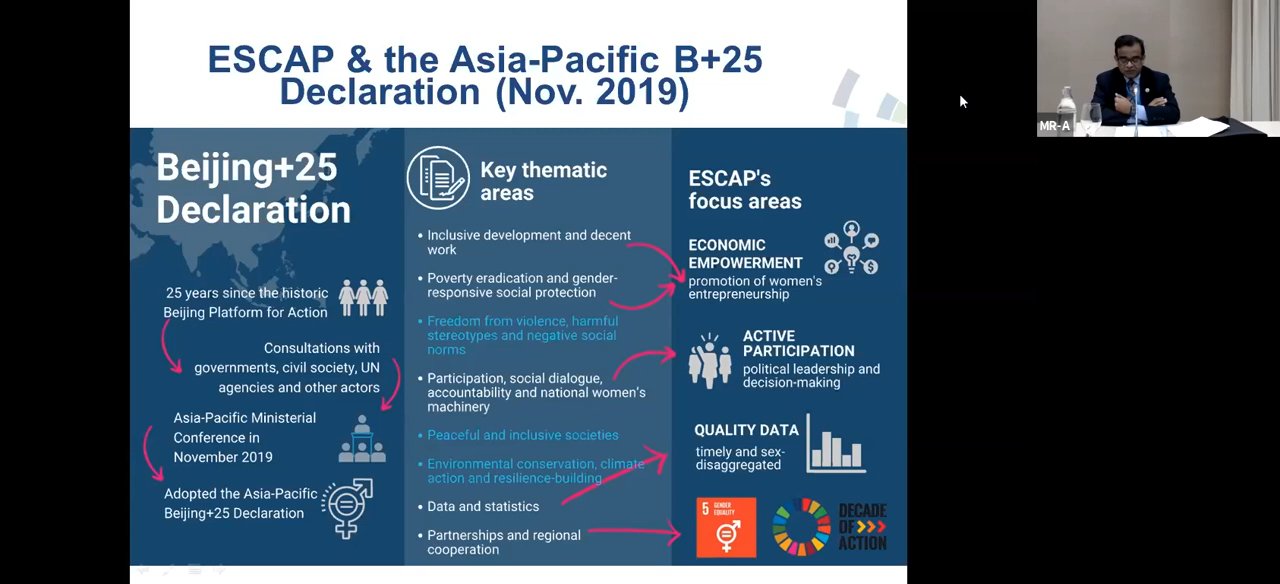 ESCAP & the Asia-Pacific B+25
Declaration (Nov. 2019)
MR-A
Beijing+25
Declaration
25 years since the historic
Beijing Platform for Action
Consultations with
governments, civil society, UN
agencies and other actors
Asia-Pacific Ministerial
Conference in
November 2019
Adopted the Asia-Pacific
Beijing+25 Declaration
Key thematic
areas
• Inclusive development and decent
work
• Poverty eradication and gender-
responsive social protection
• Freedom from violence, harmful
stereotypes and negative social
norms
• Participation, social dialogue,
accountability and national women's
machinery
• Peaceful and inclusive societies
• Environmental conservation, climate
action and resilience-building
• Data and statistics
• Partnerships and regional
cooperation
ESCAP's
focus areas
ECONOMIC
EMPOWERMENT
promotion of women's
entrepreneurship
ACTIVE
PARTICIPATION
political leadership and
decision-making
QUALITY DATA
timely and sex-
disaggregated
5 GENDER
EQUALITY
DECADE
OF
ACTION